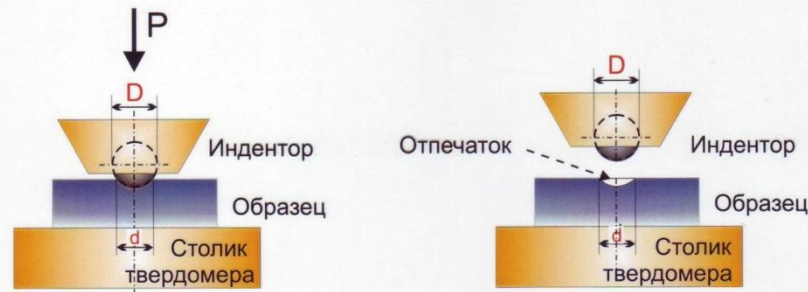 P
D
Индентор
Образец
d
Столик
твердомера
D
Отпечаток
Индентор
Образец
d
Столик
твердомера